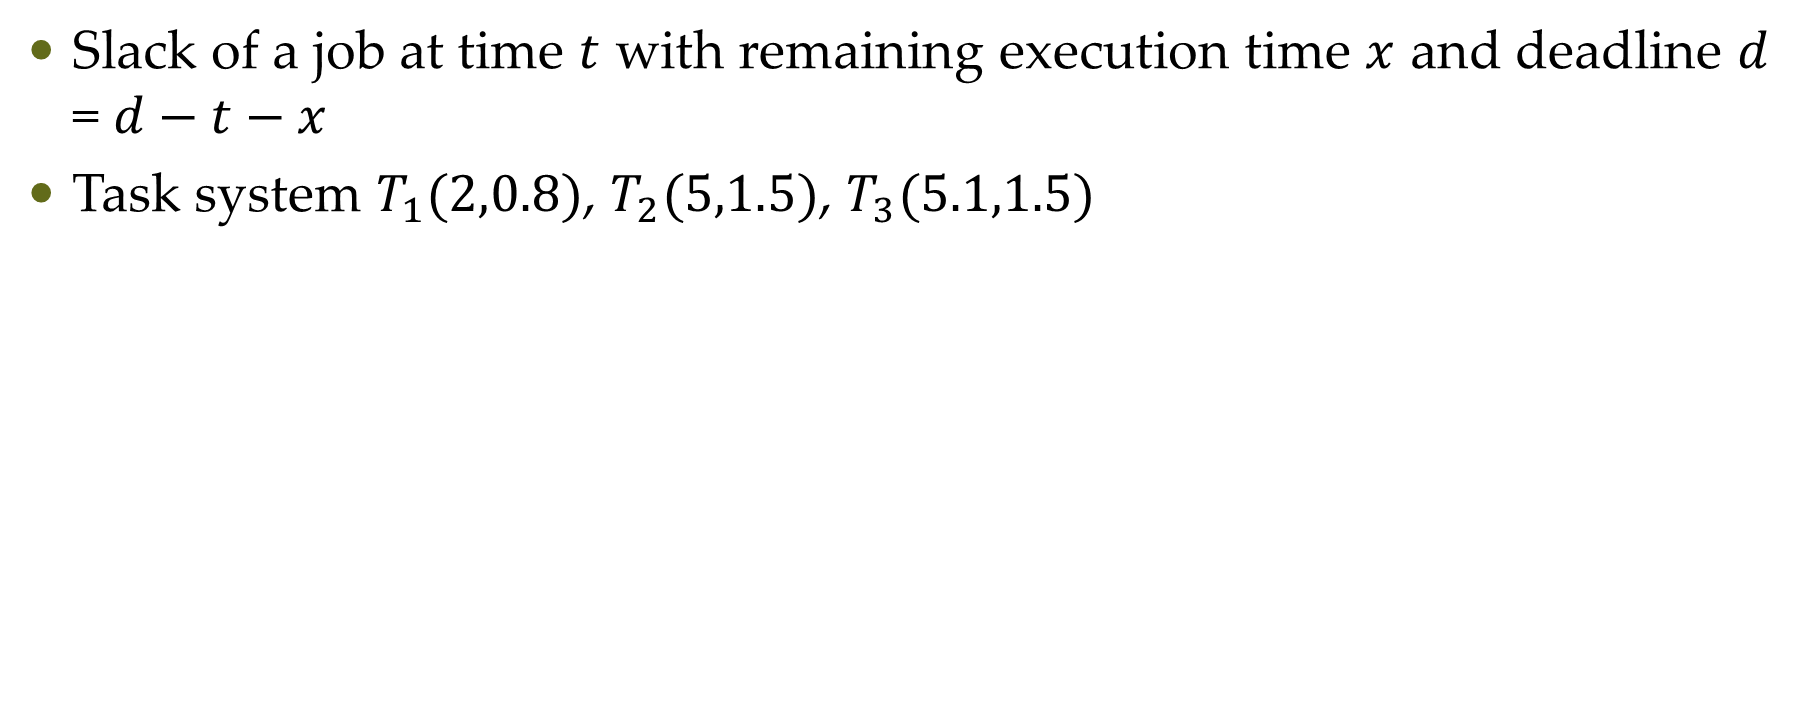 • Slack of a job at time 𝑡 with remaining execution time 𝑥 and deadline 𝑑
= 𝑑 − 𝑡 − 𝑥
• Task system 𝑇₁(2,0.8), 𝑇₂(5,1.5), 𝑇₃(5.1,1.5)